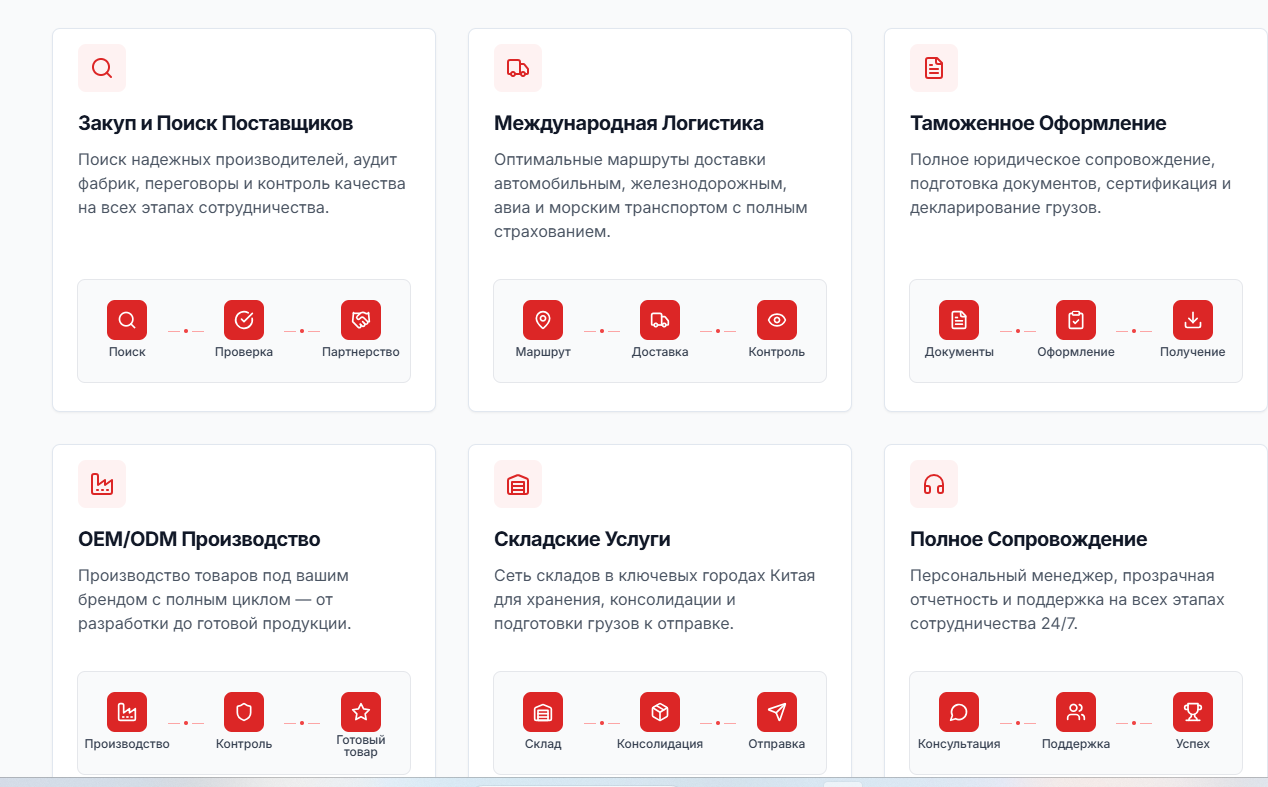 Закуп и Поиск Поставщиков
Поиск надежных производителей, аудит
фабрик, переговоры и контроль качества
на всех этапах сотрудничества.
Поиск
Проверка
Партнерство
Международная Логистика
Оптимальные маршруты доставки
автомобильным, железнодорожным,
авиа и морским транспортом с полным
страхованием.
Маршрут
Доставка
Контроль
Таможенное Оформление
Полное юридическое сопровождение,
подготовка документов, сертификация и
декларирование грузов.
Документы
Оформление
Получение
OEM/ODM Производство
Производство товаров под вашим
брендом с полным циклом — от
разработки до готовой продукции.
Производство
Контроль
Готовый
товар
Складские Услуги
Сеть складов в ключевых городах Китая
для хранения, консолидации и
подготовки грузов к отправке.
Склад
Консолидация
Отправка
Полное Сопровождение
Персональный менеджер, прозрачная
отчетность и поддержка на всех этапах
сотрудничества 24/7.
Консультация
Поддержка
Успех